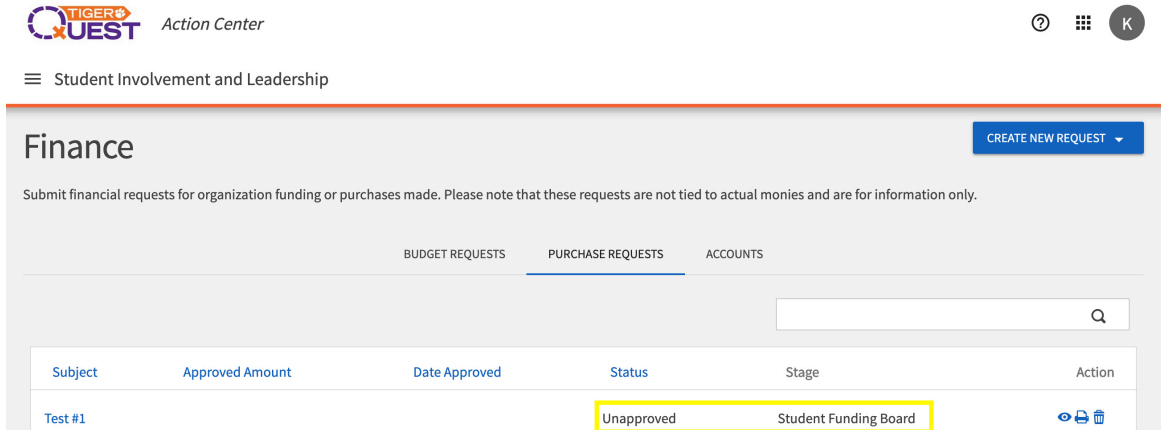 TIGER
QUEST Action Center
K
Student Involvement and Leadership
Finance
CREATE NEW REQUEST
Submit financial requests for organization funding or purchases made. Please note that these requests are not tied to actual monies and are for information only.
BUDGET REQUESTS PURCHASE REQUESTS ACCOUNTS
Subject Approved Amount Date Approved Status Stage Action
Test #1 Unapproved Student Funding Board